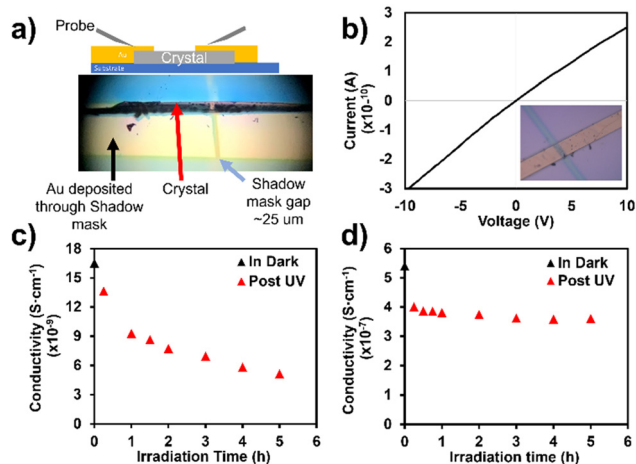 a)
Probe
Au
Crystal
Substrate
Au deposited
through Shadow
mask
Crystal
Shadow
mask gap
~25 um
b)
Current (A)
(x10-10)
3
2
1
0
-1
-2
-3
-10
-5
0
5
10
Voltage (V)
c)
Conductivity (S·cm-1)
(x10-9)
18
15
12
9
6
3
0
▲ In Dark
▲ Post UV
0 1 2 3 4 5 6
Irradiation Time (h)
d)
Conductivity (S·cm-1)
(x10-7)
6
5
4
3
2
1
0
▲ In Dark
▲ Post UV
0 1 2 3 4 5 6
Irradiation time (h)